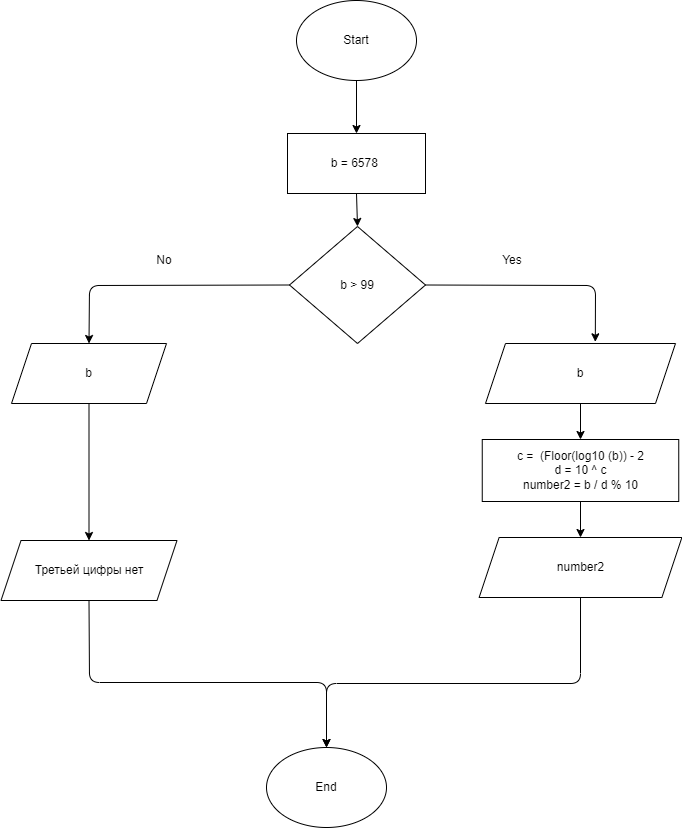 Start
b = 6578
b > 99
No
Yes
b
b
c =  (Floor(log10 (b)) - 2
d = 10 ^ c
number2 = b / d % 10
Третьей цифры нет
number2
End